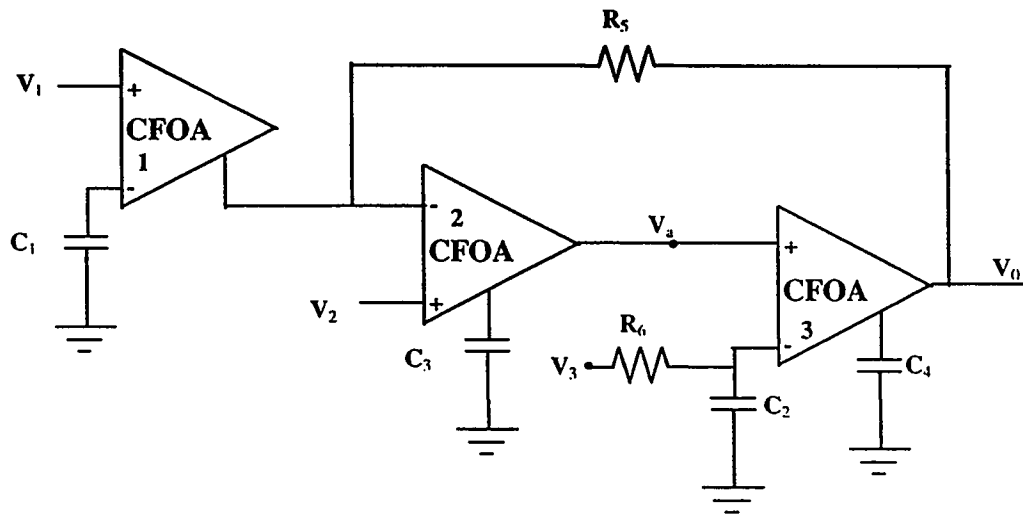 R₅
V₁
+
CFOA
1
-
C₁
-
2
CFOA
V₂
+
C₃
Vₐ
+
CFOA
3
-
V₀
R₆
V₃
C₂
C₄